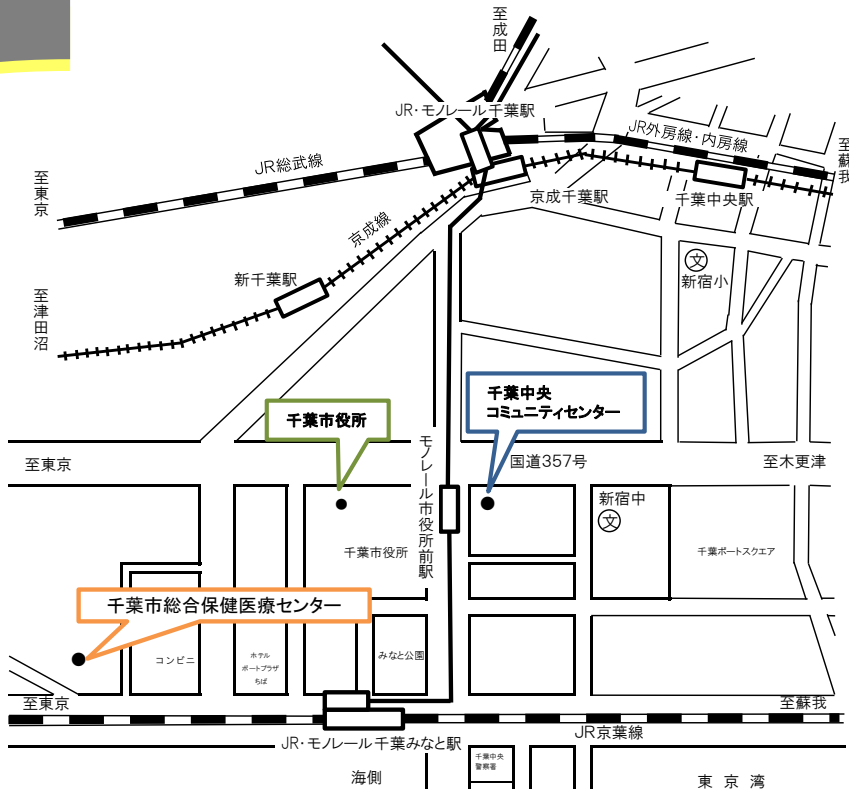 至成田
JR・モノレール千葉駅
JR外房線・内房線
至蘇我
JR総武線
至東京
京成千葉駅
千葉中央駅
京成線
文
新宿小
新千葉駅
至津田沼
千葉市役所
千葉中央
コミュニティセンター
至東京
国道357号
至木更津
モノレール市役所前駅
新宿中
文
千葉市役所
千葉ポートスクエア
千葉市総合保健医療センター
コンビニ
ホテル
ポートプラザ
ちば
みなと公園
至東京
至蘇我
JR・モノレール千葉みなと駅
JR京葉線
千葉中央
警察署
海側
東 京 湾